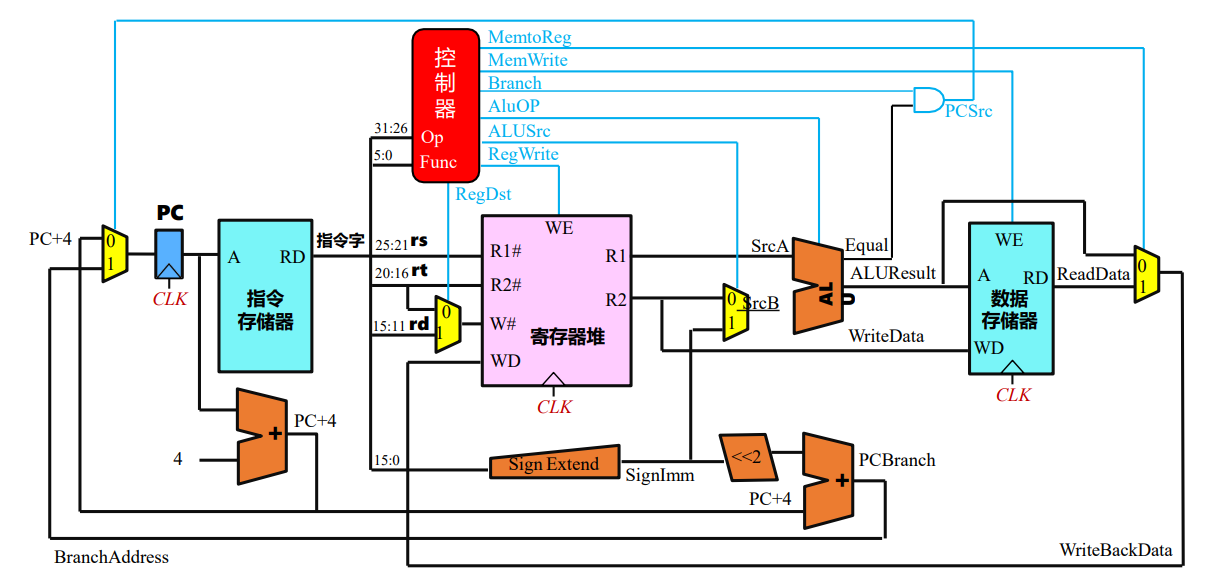 MemtoReg
MemWrite
Branch
AluOP
ALUSrc
RegWrite
RegDst
PCSrc
控
制
器
Op
Func
31:26
5:0
PC
CLK
PC+4
0
1
A
RD
指令
存储器
指令字
25:21 rs
20:16 rt
15:11 rd
0
1
WE
R1#
R2#
W#
WD
R1
R2
寄存器堆
CLK
SrcA
0
1
SrcB
ALU
Equal
ALUResult
WriteData
WE
A
RD
数据
存储器
WD
CLK
ReadData
0
1
PC+4
4
+
15:0
Sign Extend
SignImm
<<2
PC+4
+
PCBranch
BranchAddress
WriteBackData